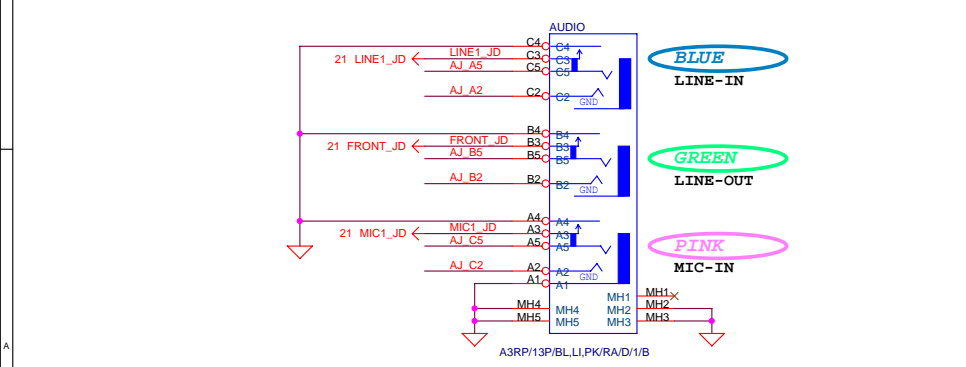 AUDIO
C4 C4
21 LINE1_JD LINE1_JD C3 C3
AJ_A5 C5 C5
BLUE
LINE-IN
AJ_A2 C2 C2
GND
B4 B4
21 FRONT_JD FRONT_JD B3 B3
AJ_B5 B5 B5
GREEN
LINE-OUT
AJ_B2 B2 B2
GND
A4 A4
21 MIC1_JD MIC1_JD A3 A3
AJ_C5 A5 A5
PINK
MIC-IN
AJ_C2 A2 A2
GND
A1 A1
MH1 MH1
MH4 MH4 MH2 MH2
MH5 MH5 MH3 MH3
A
A3RP/13P/BL,LI,PK/RA/D/1/B